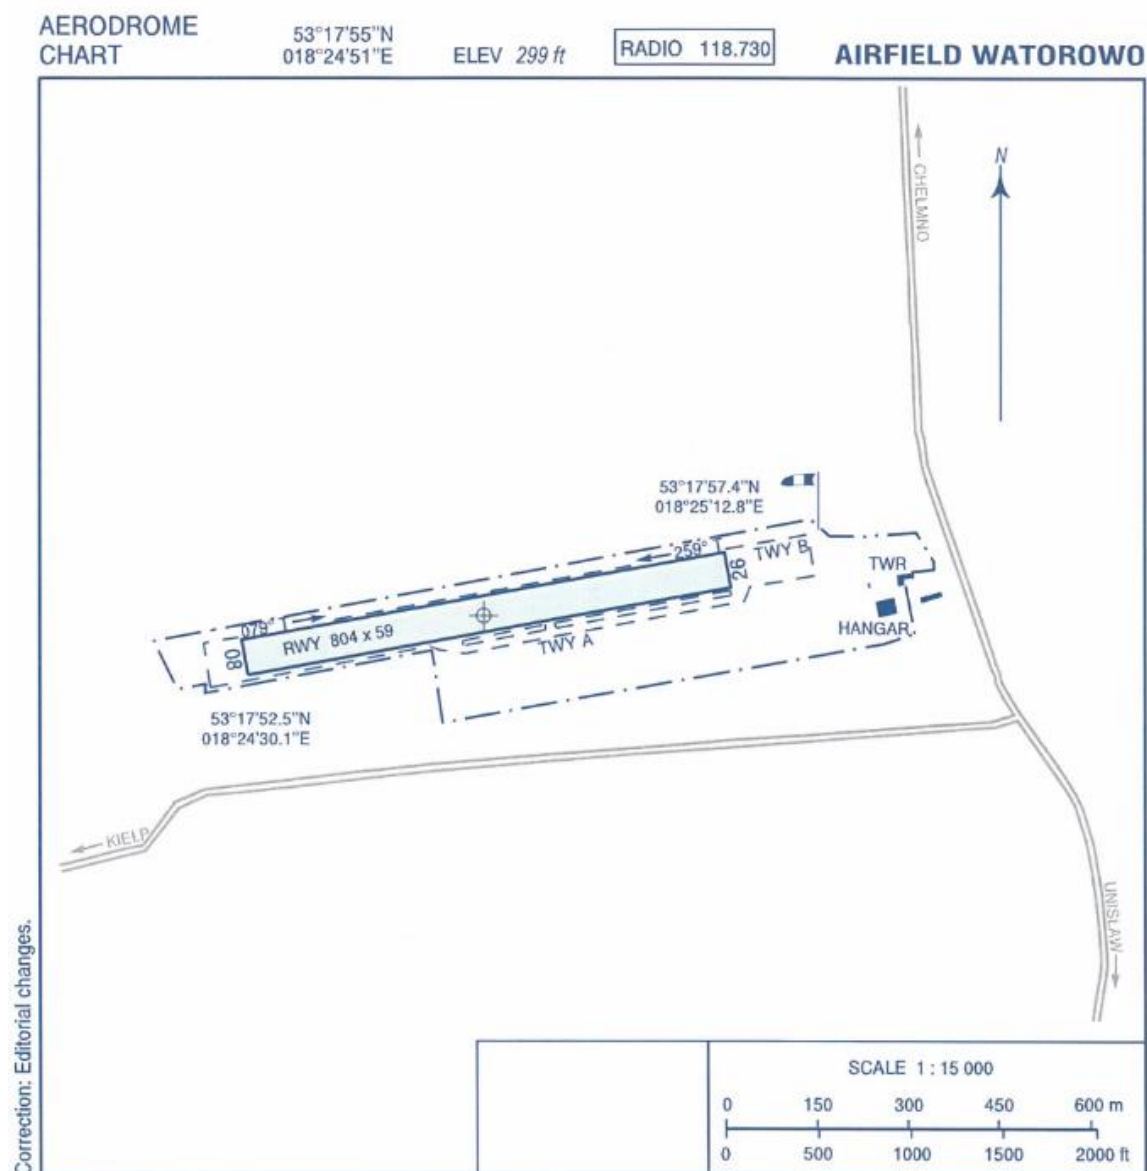 AERODROME
CHART
53°17'55"N
018°24'51"E
ELEV 299 ft
RADIO 118.730
AIRFIELD WATOROWO
CHELMNO
N
53°17'57.4"N
018°25'12.8"E
259°
TWY B
26
TWR
HANGAR
079°
RWY 804 x 59
08
TWY A
53°17'52.5"N
018°24'30.1"E
KIELP
UNISLAW
Correction: Editorial changes.
SCALE 1 : 15 000
0 150 300 450 600 m
0 500 1000 1500 2000 ft